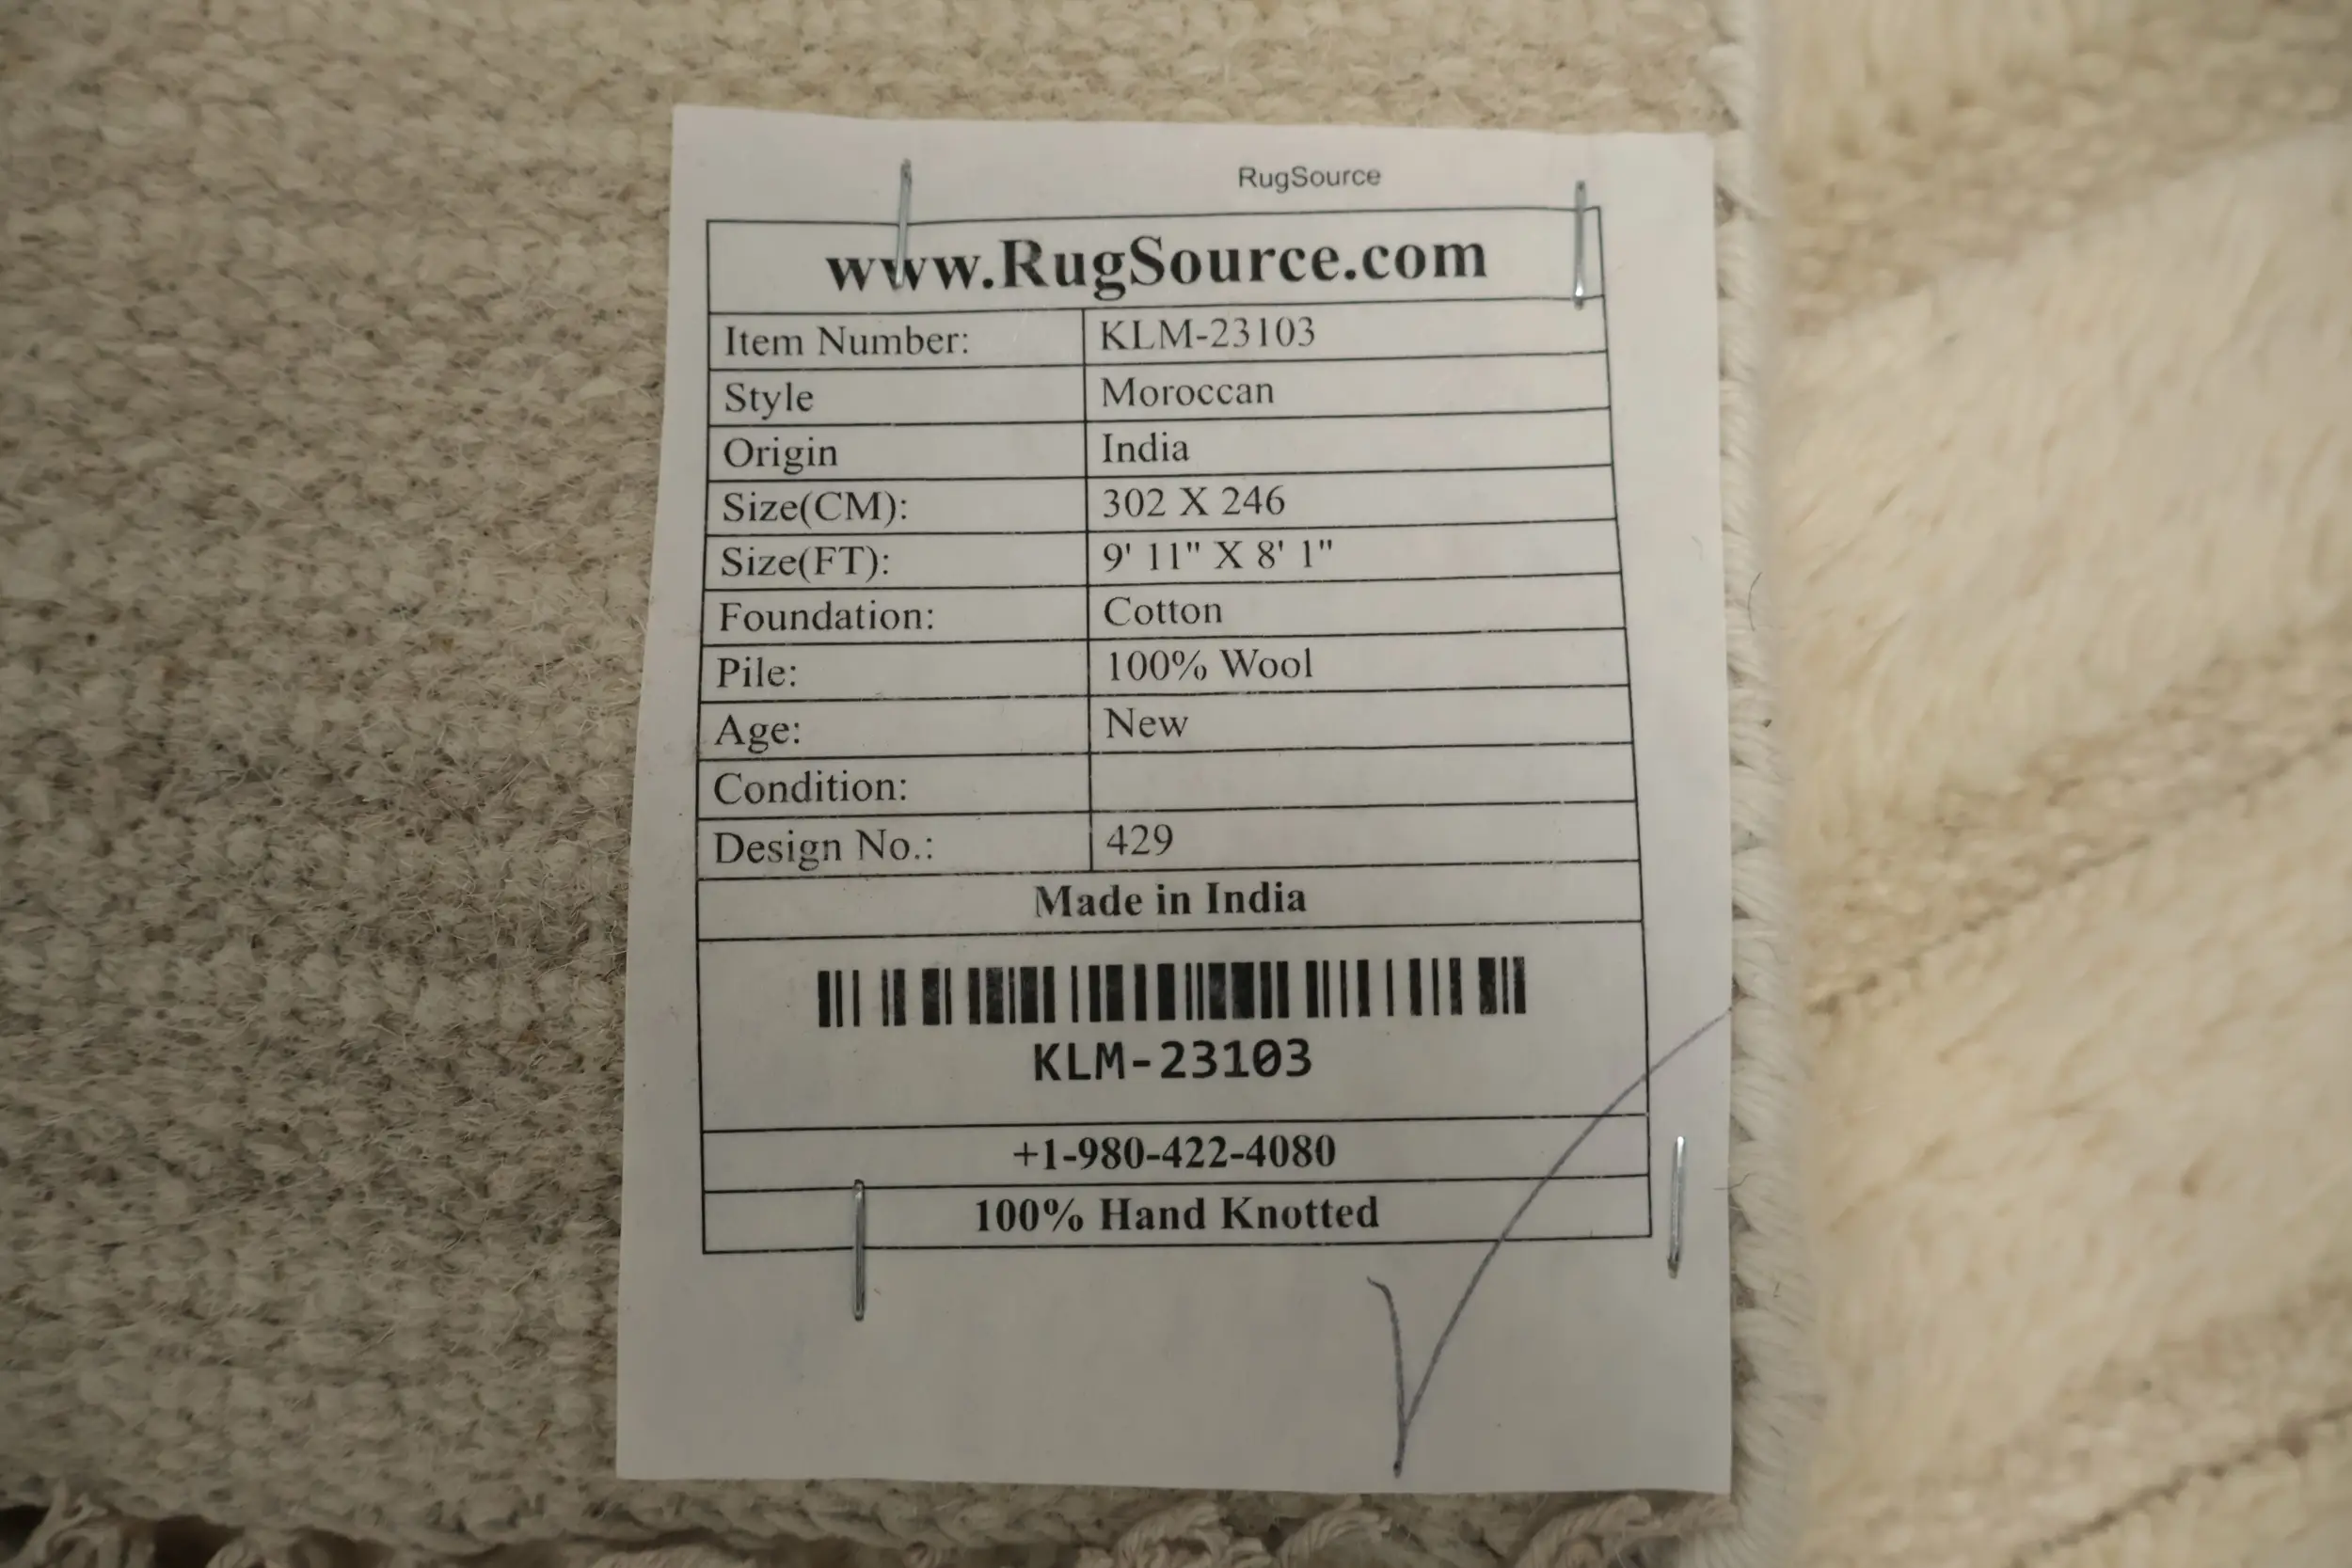 RugSource
www.RugSource.com
Item Number: KLM-23103
Style Moroccan
Origin India
Size(CM): 302 X 246
Size(FT): 9' 11" X 8' 1"
Foundation: Cotton
Pile: 100% Wool
Age: New
Condition:
Design No.: 429
Made in India
KLM-23103
+1-980-422-4080
100% Hand Knotted